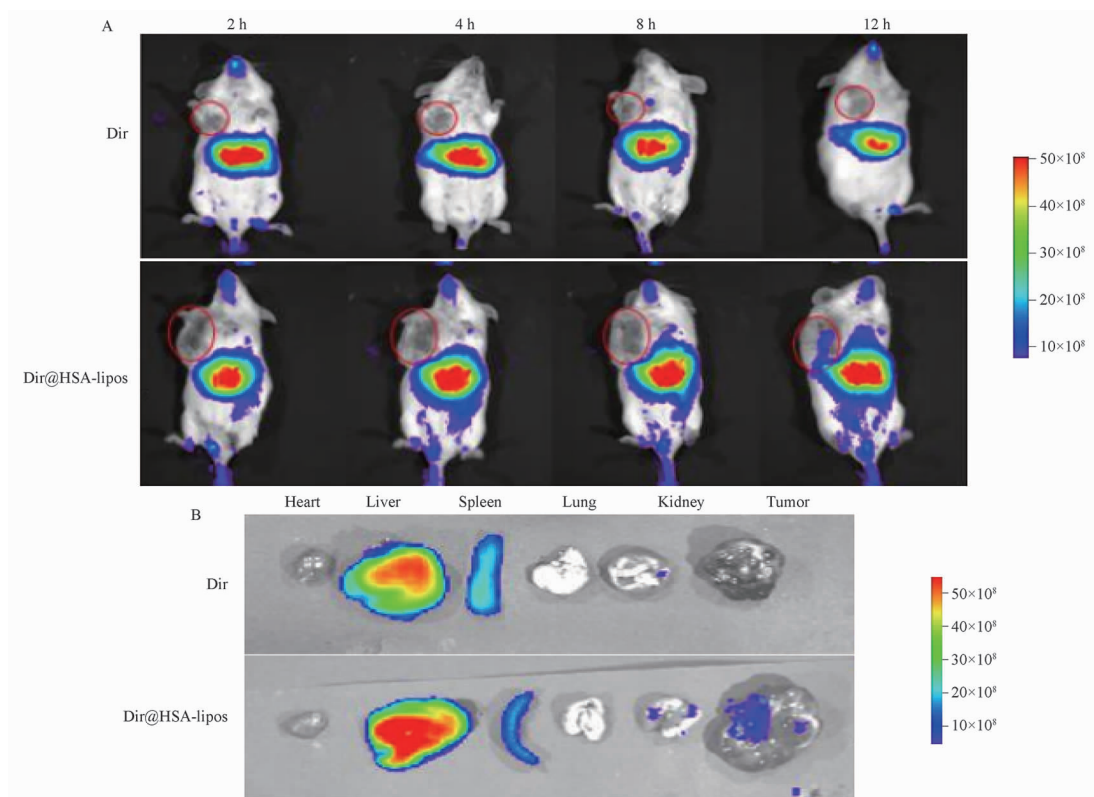 A
2 h 4 h 8 h 12 h
Dir
50×10⁸
40×10⁸
30×10⁸
20×10⁸
10×10⁸
Dir@HSA-lipos
B
Heart Liver Spleen Lung Kidney Tumor
Dir
50×10⁸
40×10⁸
30×10⁸
20×10⁸
10×10⁸
Dir@HSA-lipos